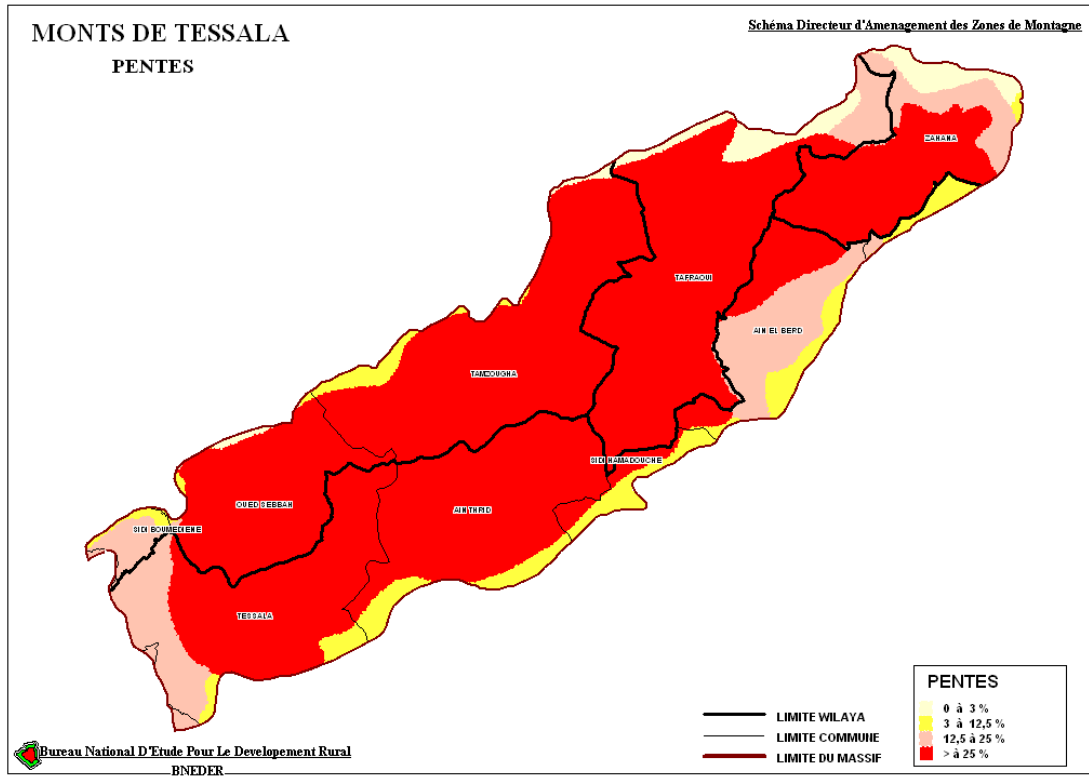 MONTS DE TESSALA
PENTES
Schéma Directeur d'Amenagement des Zones de Montagne
ZAHANA
TAFRAOUI
AIN EL BERD
TAMZOUGHA
SIDI HAMADOUCHE
OUED SEBBAH
AIN THRID
SIDI BOUMEDIENE
TESSALA
PENTES
0 à 3 %
3 à 12,5 %
12,5 à 25 %
> à 25 %
LIMITE WILAYA
LIMITE COMMUNE
LIMITE DU MASSIF
Bureau National D'Etude Pour Le Developement Rural
BNEDER